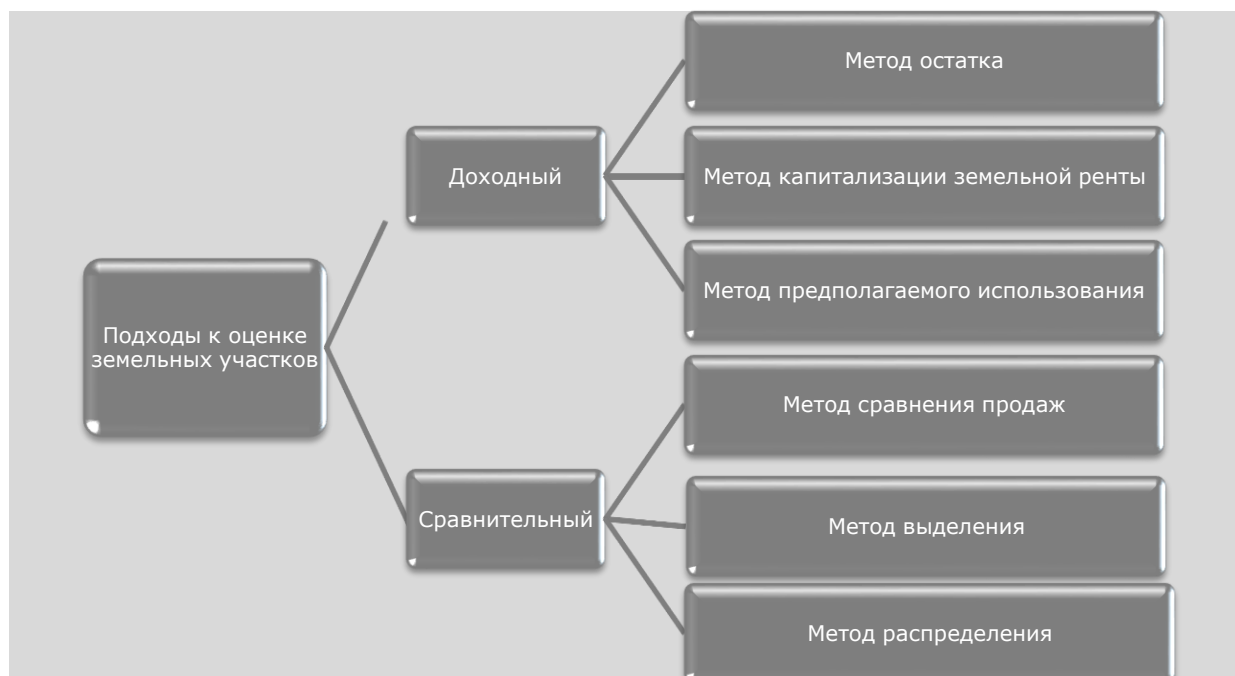 Подходы к оценке
земельных участков
Доходный
Метод остатка
Метод капитализации земельной ренты
Метод предполагаемого использования
Сравнительный
Метод сравнения продаж
Метод выделения
Метод распределения